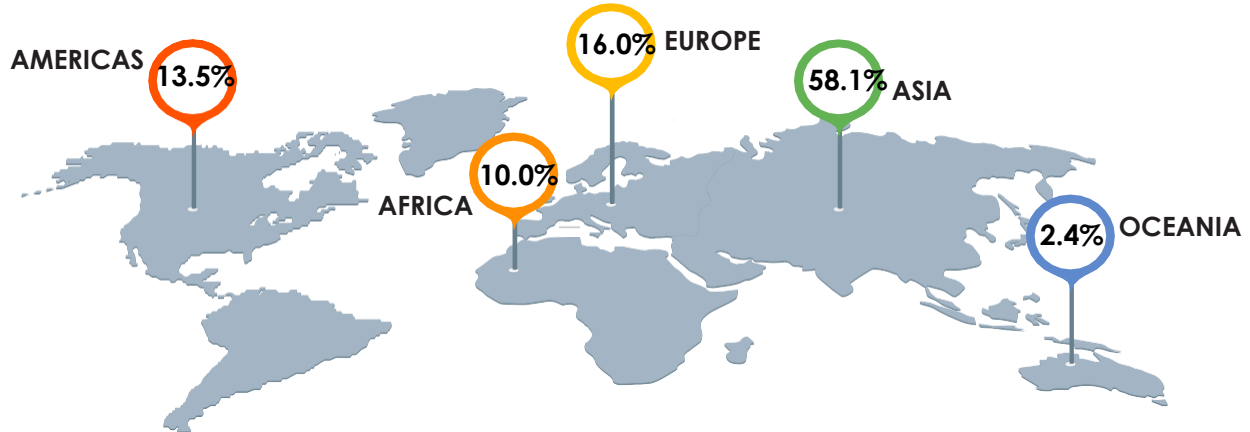 AMERICAS
13.5%
16.0%
EUROPE
58.1%
ASIA
10.0%
AFRICA
2.4%
OCEANIA